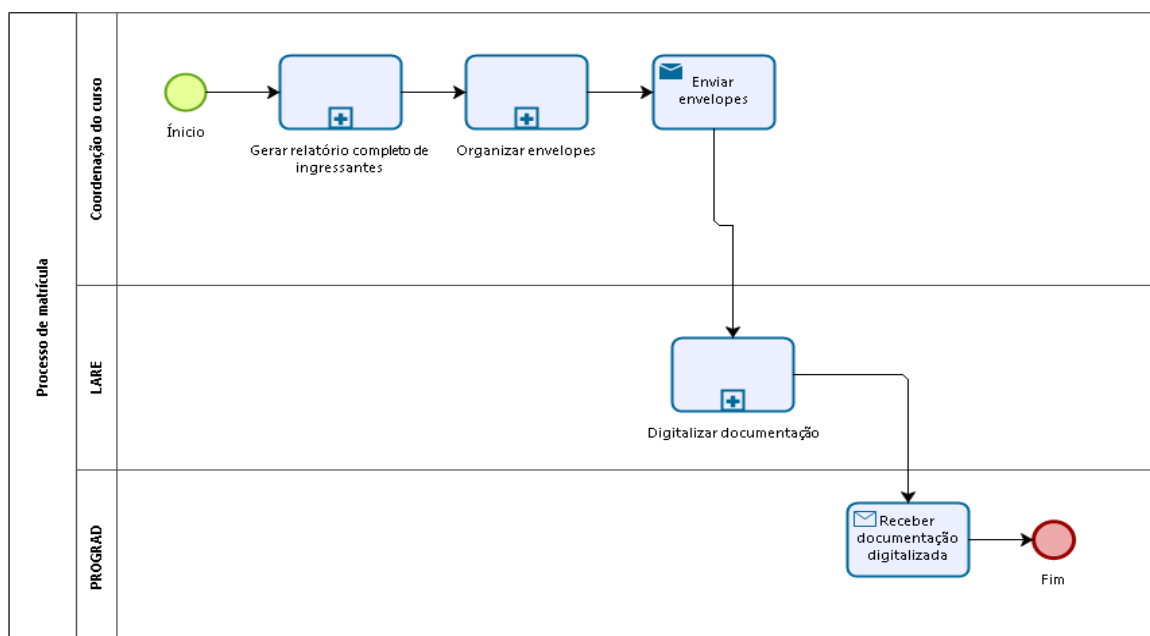 Processo de matrícula
Coordenação do curso
Ínicio
Gerar relatório completo de
ingressantes
Organizar envelopes
Enviar
envelopes
LARE
Digitalizar documentação
PROGRAD
Receber
documentação
digitalizada
Fim